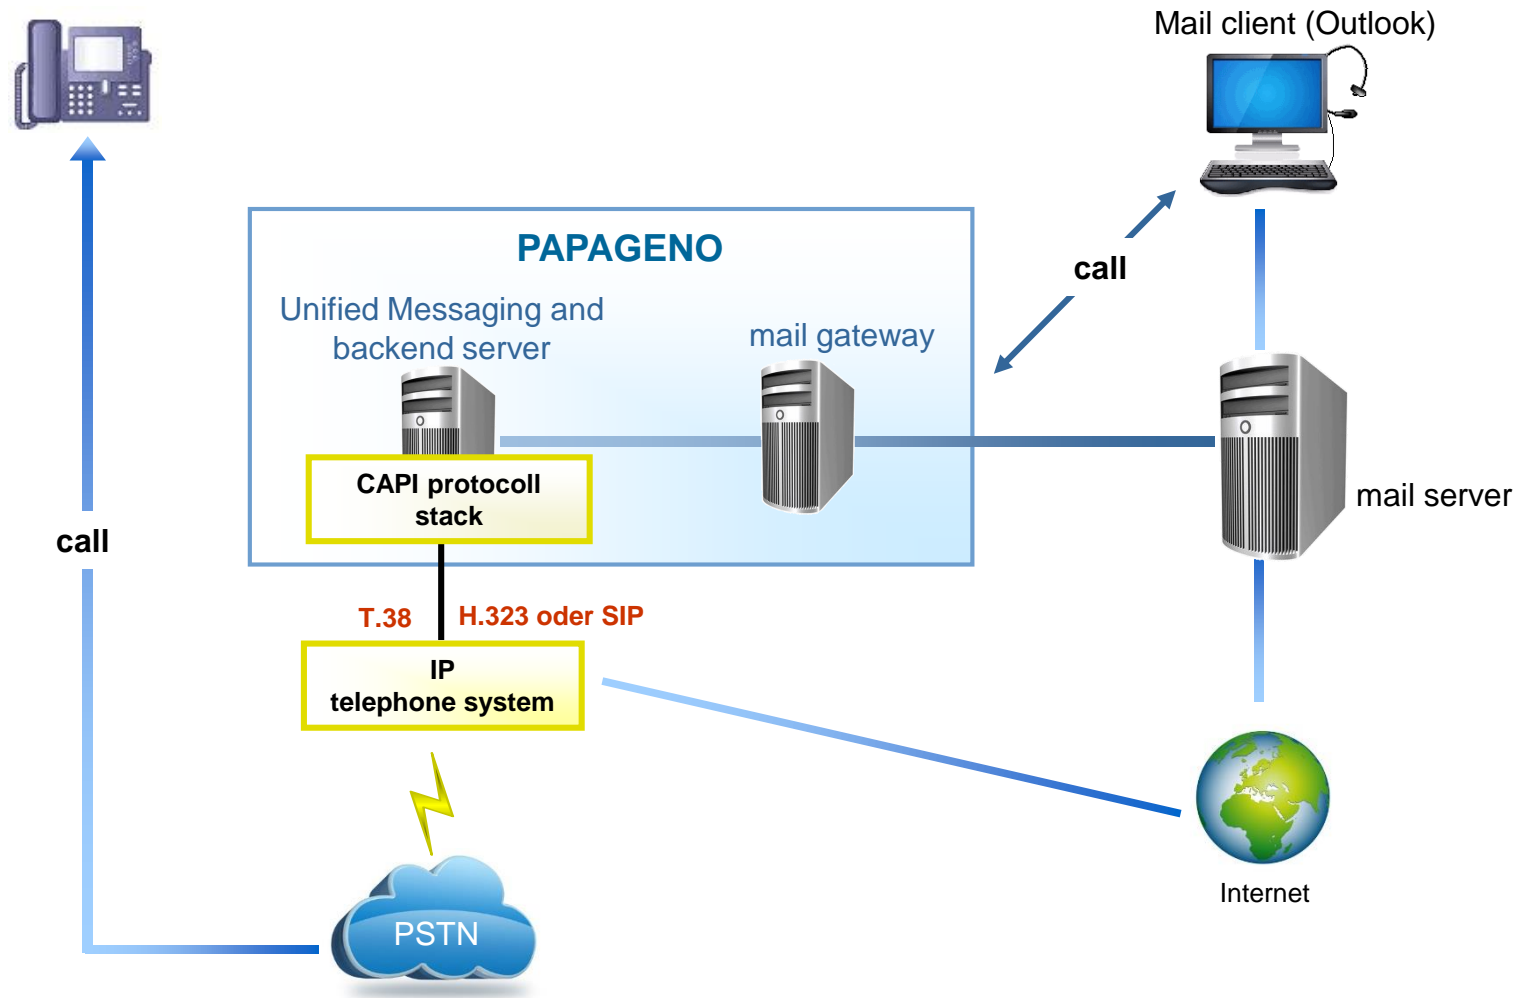 Mail client (Outlook)
PAPAGENO
call
Unified Messaging and
backend server
mail gateway
CAPI protocoll
stack
mail server
call
T.38
H.323 oder SIP
IP
telephone system
Internet
PSTN